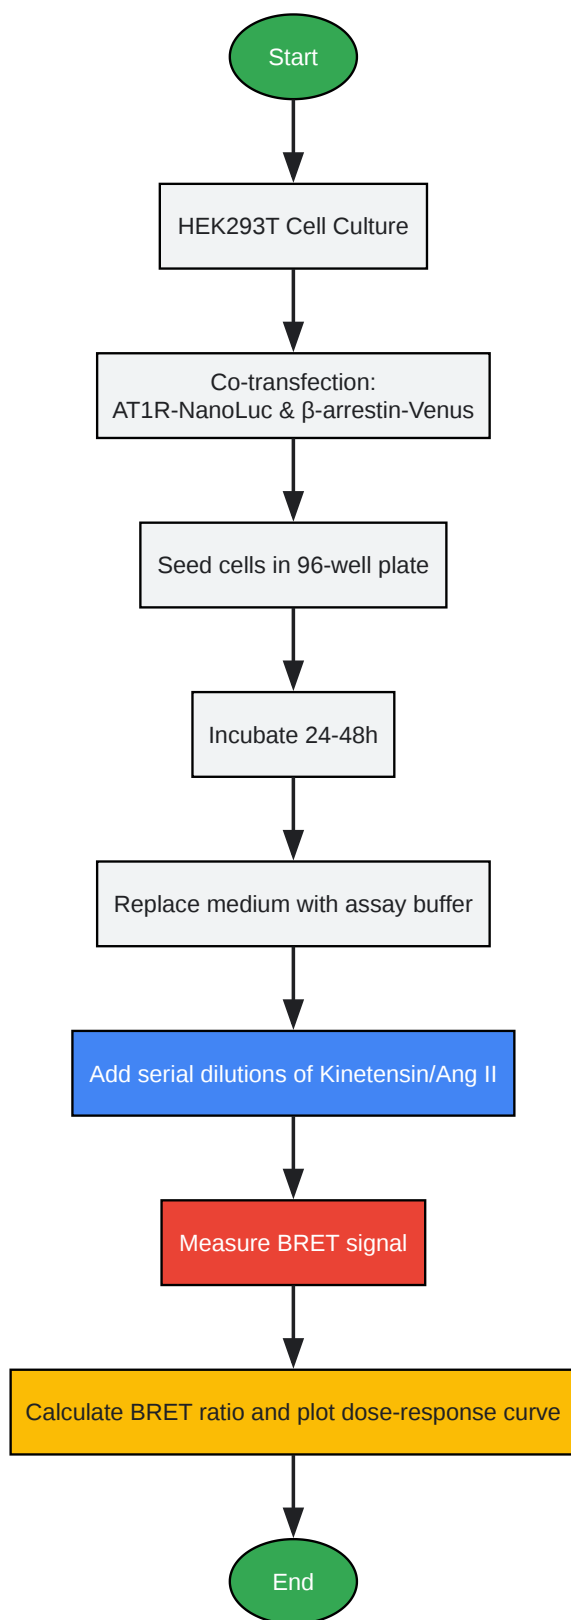 Start
HEK293T Cell Culture
Co-transfection:
AT1R-NanoLuc & β-arrestin-Venus
Seed cells in 96-well plate
Incubate 24-48h
Replace medium with assay buffer
Add serial dilutions of Kinetensin/Ang II
Measure BRET signal
Calculate BRET ratio and plot dose-response curve
End